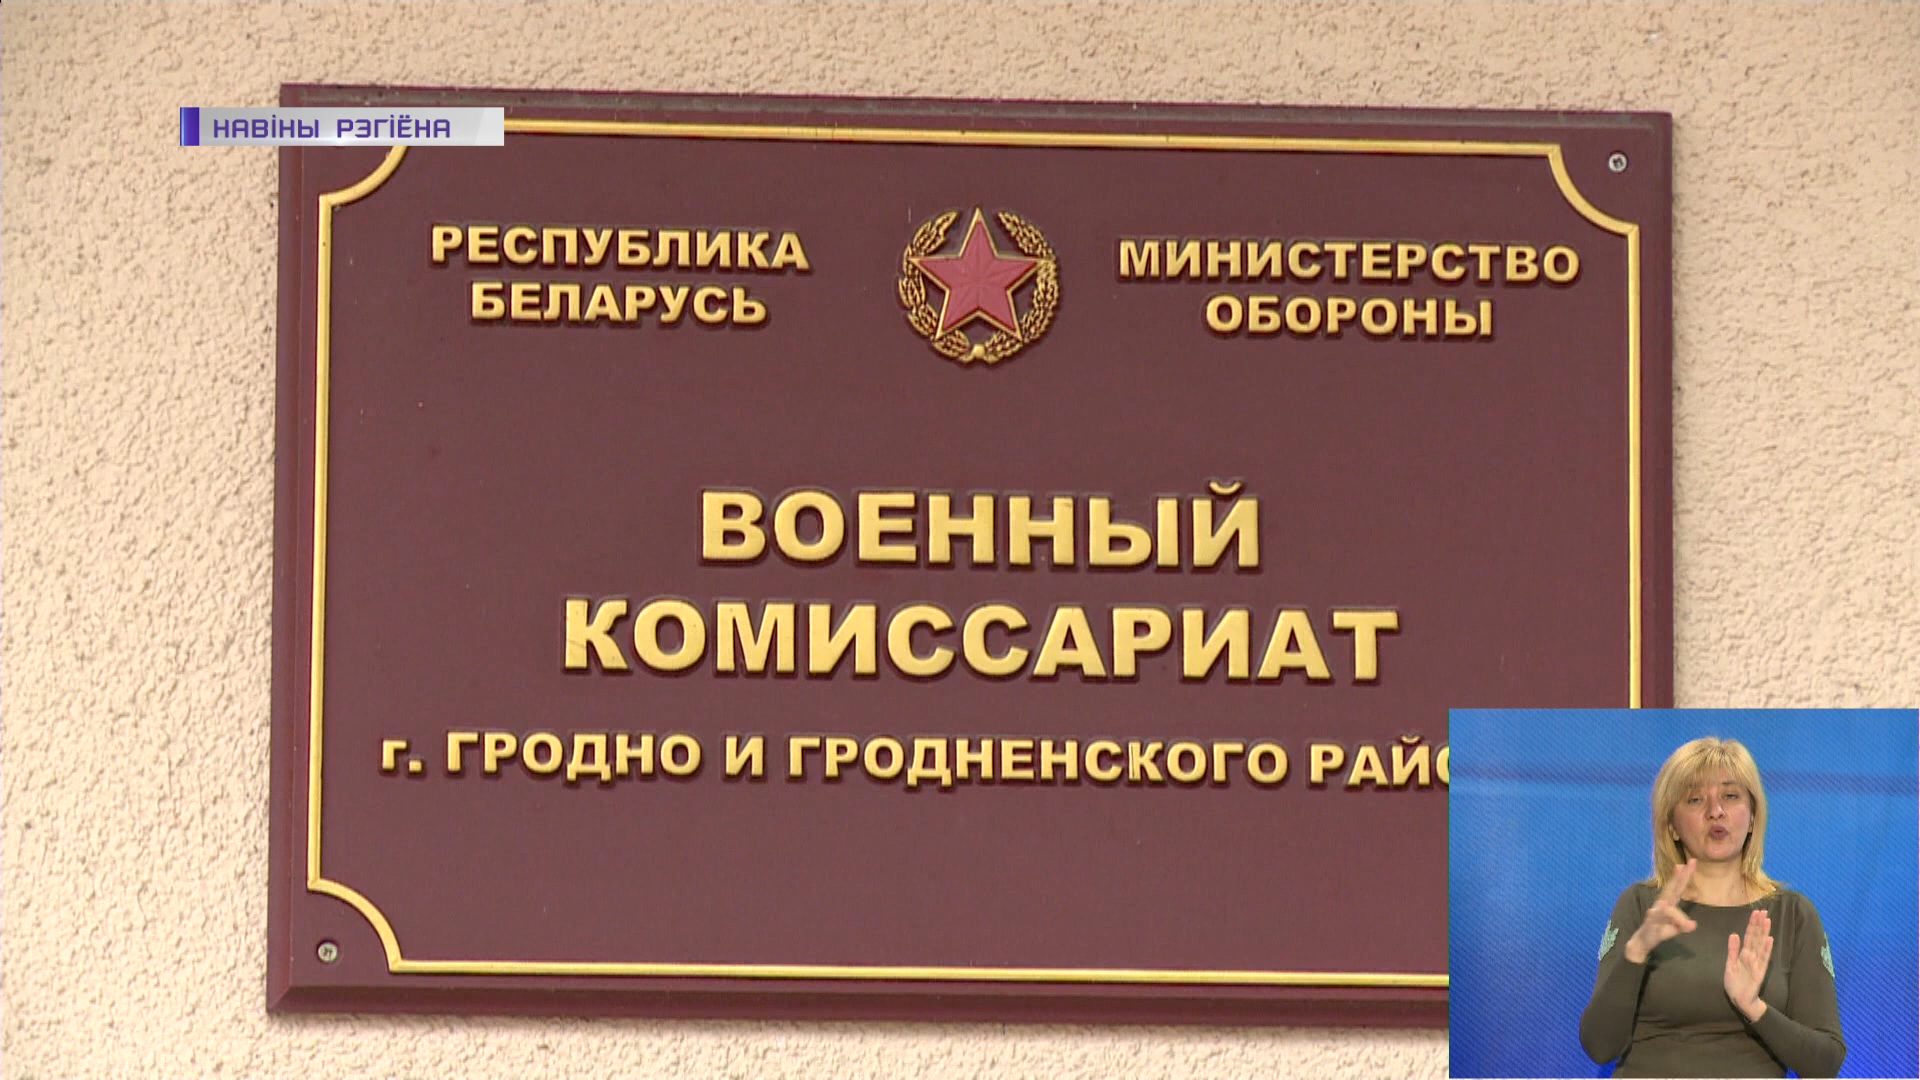 НАВІНЫ РЭГІЁНА
РЕСПУБЛИКА
БЕЛАРУСЬ
МИНИСТЕРСТВО
ОБОРОНЫ
ВОЕННЫЙ
КОМИССАРИАТ
г. ГРОДНО И ГРОДНЕНСКОГО